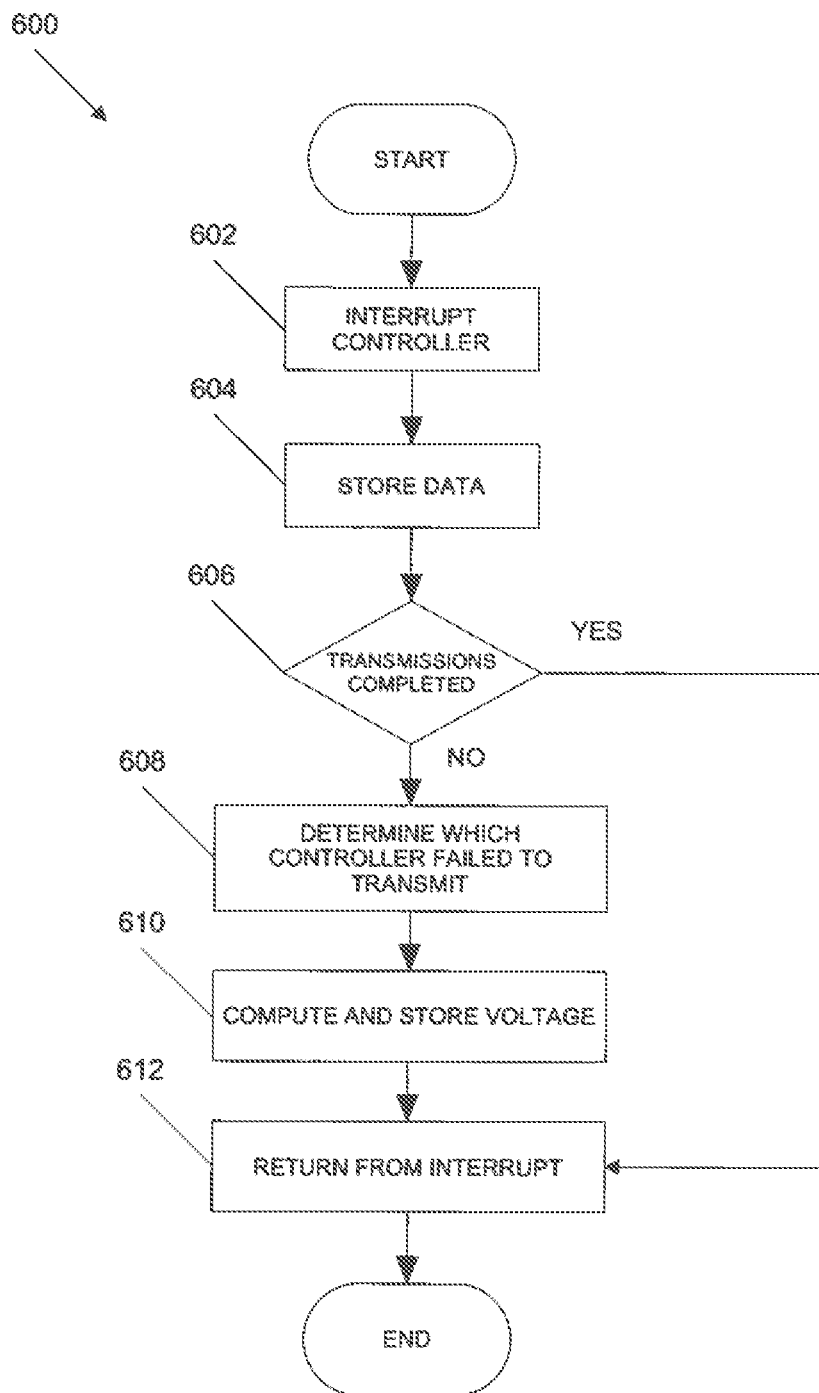 600
START
602
INTERRUPT
CONTROLLER
604
STORE DATA
606
YES
TRANSMISSIONS
COMPLETED
NO
608
DETERMINE WHICH
CONTROLLER FAILED TO
TRANSMIT
610
COMPUTE AND STORE VOLTAGE
612
RETURN FROM INTERRUPT
END